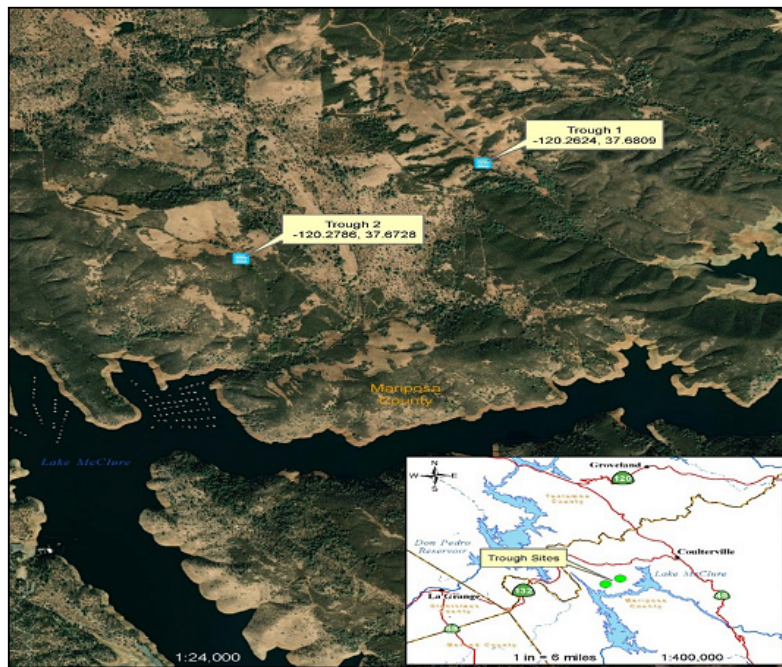 Trough 1
-120.2624, 37.6809
Trough 2
-120.2786, 37.6728
Mariposa
County
Lake McClure
1:24,000
N
W E
S
Groveland
120
Tuolumne
County
Don Pedro
Reservoir
Trough Sites
Coulterville
Lake McClure
La Grange
132
Mariposa
County
Stanislaus
County
49
59
Merced County
1 in = 6 miles
1:400,000